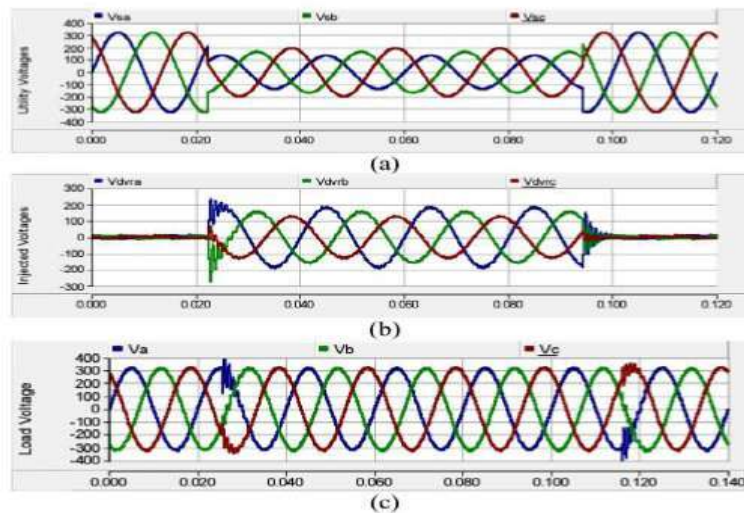 Vsa Vsb Vsc
Utility Voltages
400
300
200
100
0
-100
-200
-300
-400
0.000 0.020 0.040 0.060 0.080 0.100 0.120
(a)
Vdvra Vdvrb Vdvrc
Injected Voltages
300
200
100
0
-100
-200
-300
0.000 0.020 0.040 0.060 0.080 0.100 0.120
(b)
Va Vb Vc
Load Voltage
400
300
200
100
0
-100
-200
-300
-400
0.000 0.020 0.040 0.060 0.080 0.100 0.120 0.140
(c)